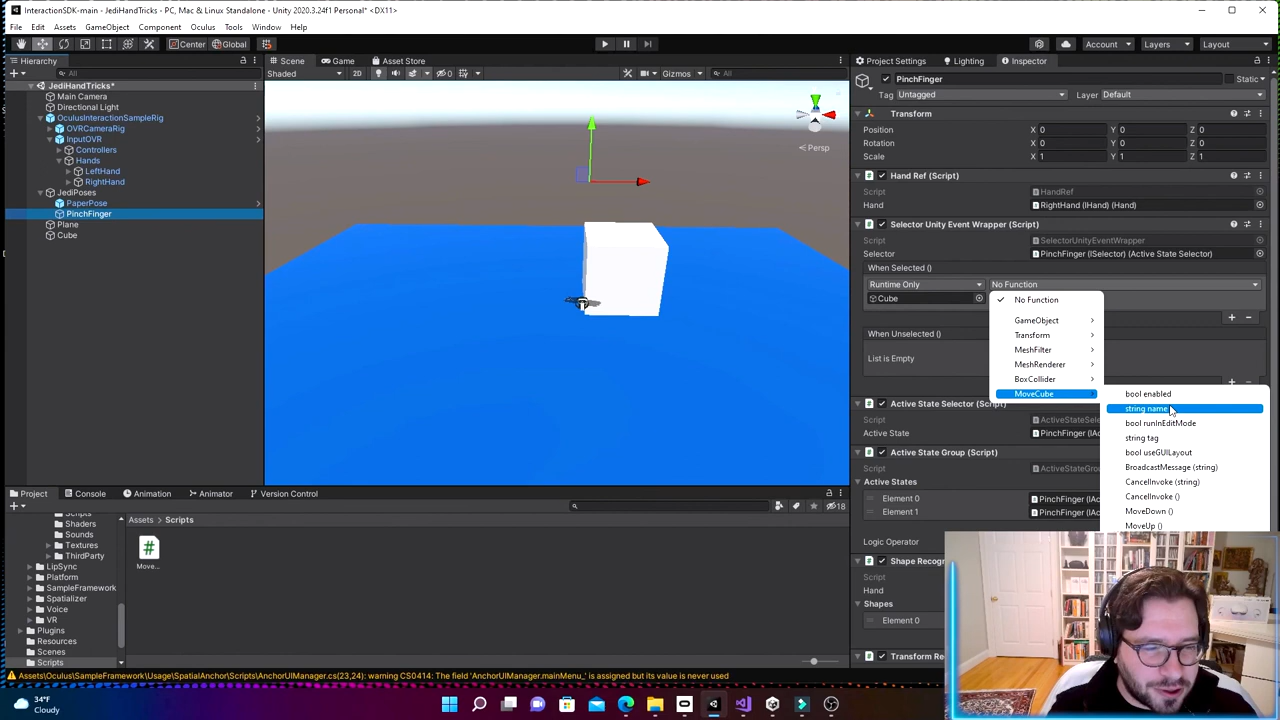 InteractionSDK-main - JediHandTricks - PC, Mac & Linux Standalone - Unity 2020.3.24f1 Personal* <DX11>
File Edit Assets GameObject Component Oculus Tools Window Help
Center Global Account Layers Layout
Hierarchy
All
JediHandTricks*
Main Camera
Directional Light
OculusInteractionSampleRig
OVRCameraRig
InputOVR
Controllers
Hands
LeftHand
RightHand
JediPoses
PaperPose
PinchFinger
Plane
Cube
Scene Game Asset Store
Shaded 2D 0 Gizmos All
Persp
Project Settings Lighting Inspector
PinchFinger Static
Tag Untagged Layer Default
Transform
Position X 0 Y 0 Z 0
Rotation X 0 Y 0 Z 0
Scale X 1 Y 1 Z 1
Hand Ref (Script)
Script HandRef
Hand RightHand (IHand) (Hand)
Selector Unity Event Wrapper (Script)
Script SelectorUnityEventWrapper
Selector PinchFinger (ISelector) (Active State Selector)
When Selected ()
Runtime Only No Function
Cube
When Unselected ()
List is Empty
No Function
GameObject
Transform
MeshFilter
MeshRenderer
BoxCollider
MoveCube
bool enabled
string name
bool runInEditMode
string tag
bool useGUILayout
BroadcastMessage (string)
CancelInvoke (string)
CancelInvoke ()
MoveDown ()
MoveUp ()
Active State Selector (Script)
Script ActiveStateSele
Active State PinchFinger (IAc
Active State Group (Script)
Script ActiveStateGro
Active States
Element 0 PinchFinger (IAc
Element 1 PinchFinger (IAc
Logic Operator
Shape Recogn
Script
Hand
Shapes
Element 0
Transform Re
Project Console Animation Animator Version Control
18
Assets > Scripts
Scripts
Shaders
Sounds
Textures
ThirdParty
LipSync
Platform
SampleFramework
Spatializer
Voice
VR
Plugins
Resources
Scenes
Scripts
Move...
Assets\Oculus\SampleFramework\Usage\SpatialAnchor\Scripts\AnchorUIManager.cs(23,24): warning CS0414: The field 'AnchorUIManager.mainMenu_' is assigned but its value is never used
34°F
Cloudy